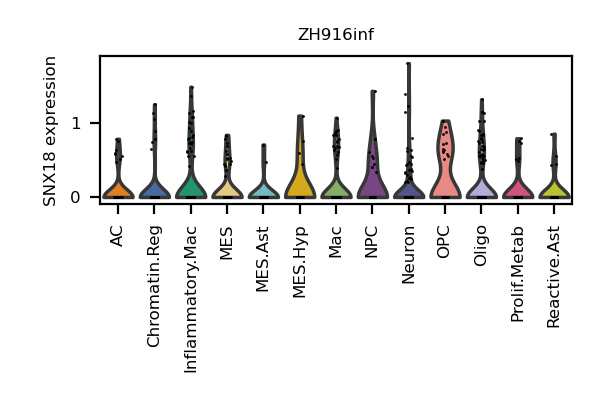 ZH916inf
SNX18 expression
1
0
AC
Chromatin.Reg
Inflammatory.Mac
MES
MES.Ast
MES.Hyp
Mac
NPC
Neuron
OPC
Oligo
Prolif.Metab
Reactive.Ast